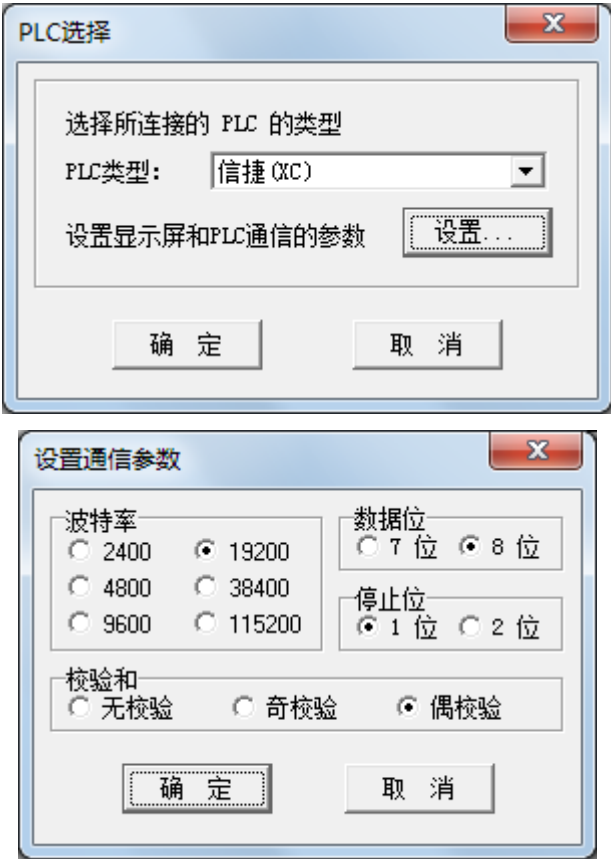 PLC选择
选择所连接的 PLC 的类型
PLC类型： 信捷(XC)
设置显示屏和PLC通信的参数 设置...
确 定 取 消
设置通信参数
波特率 数据位
2400 19200 7 位 8 位
4800 38400 停止位
9600 115200 1 位 2 位
校验和
无校验 奇校验 偶校验
确 定 取 消